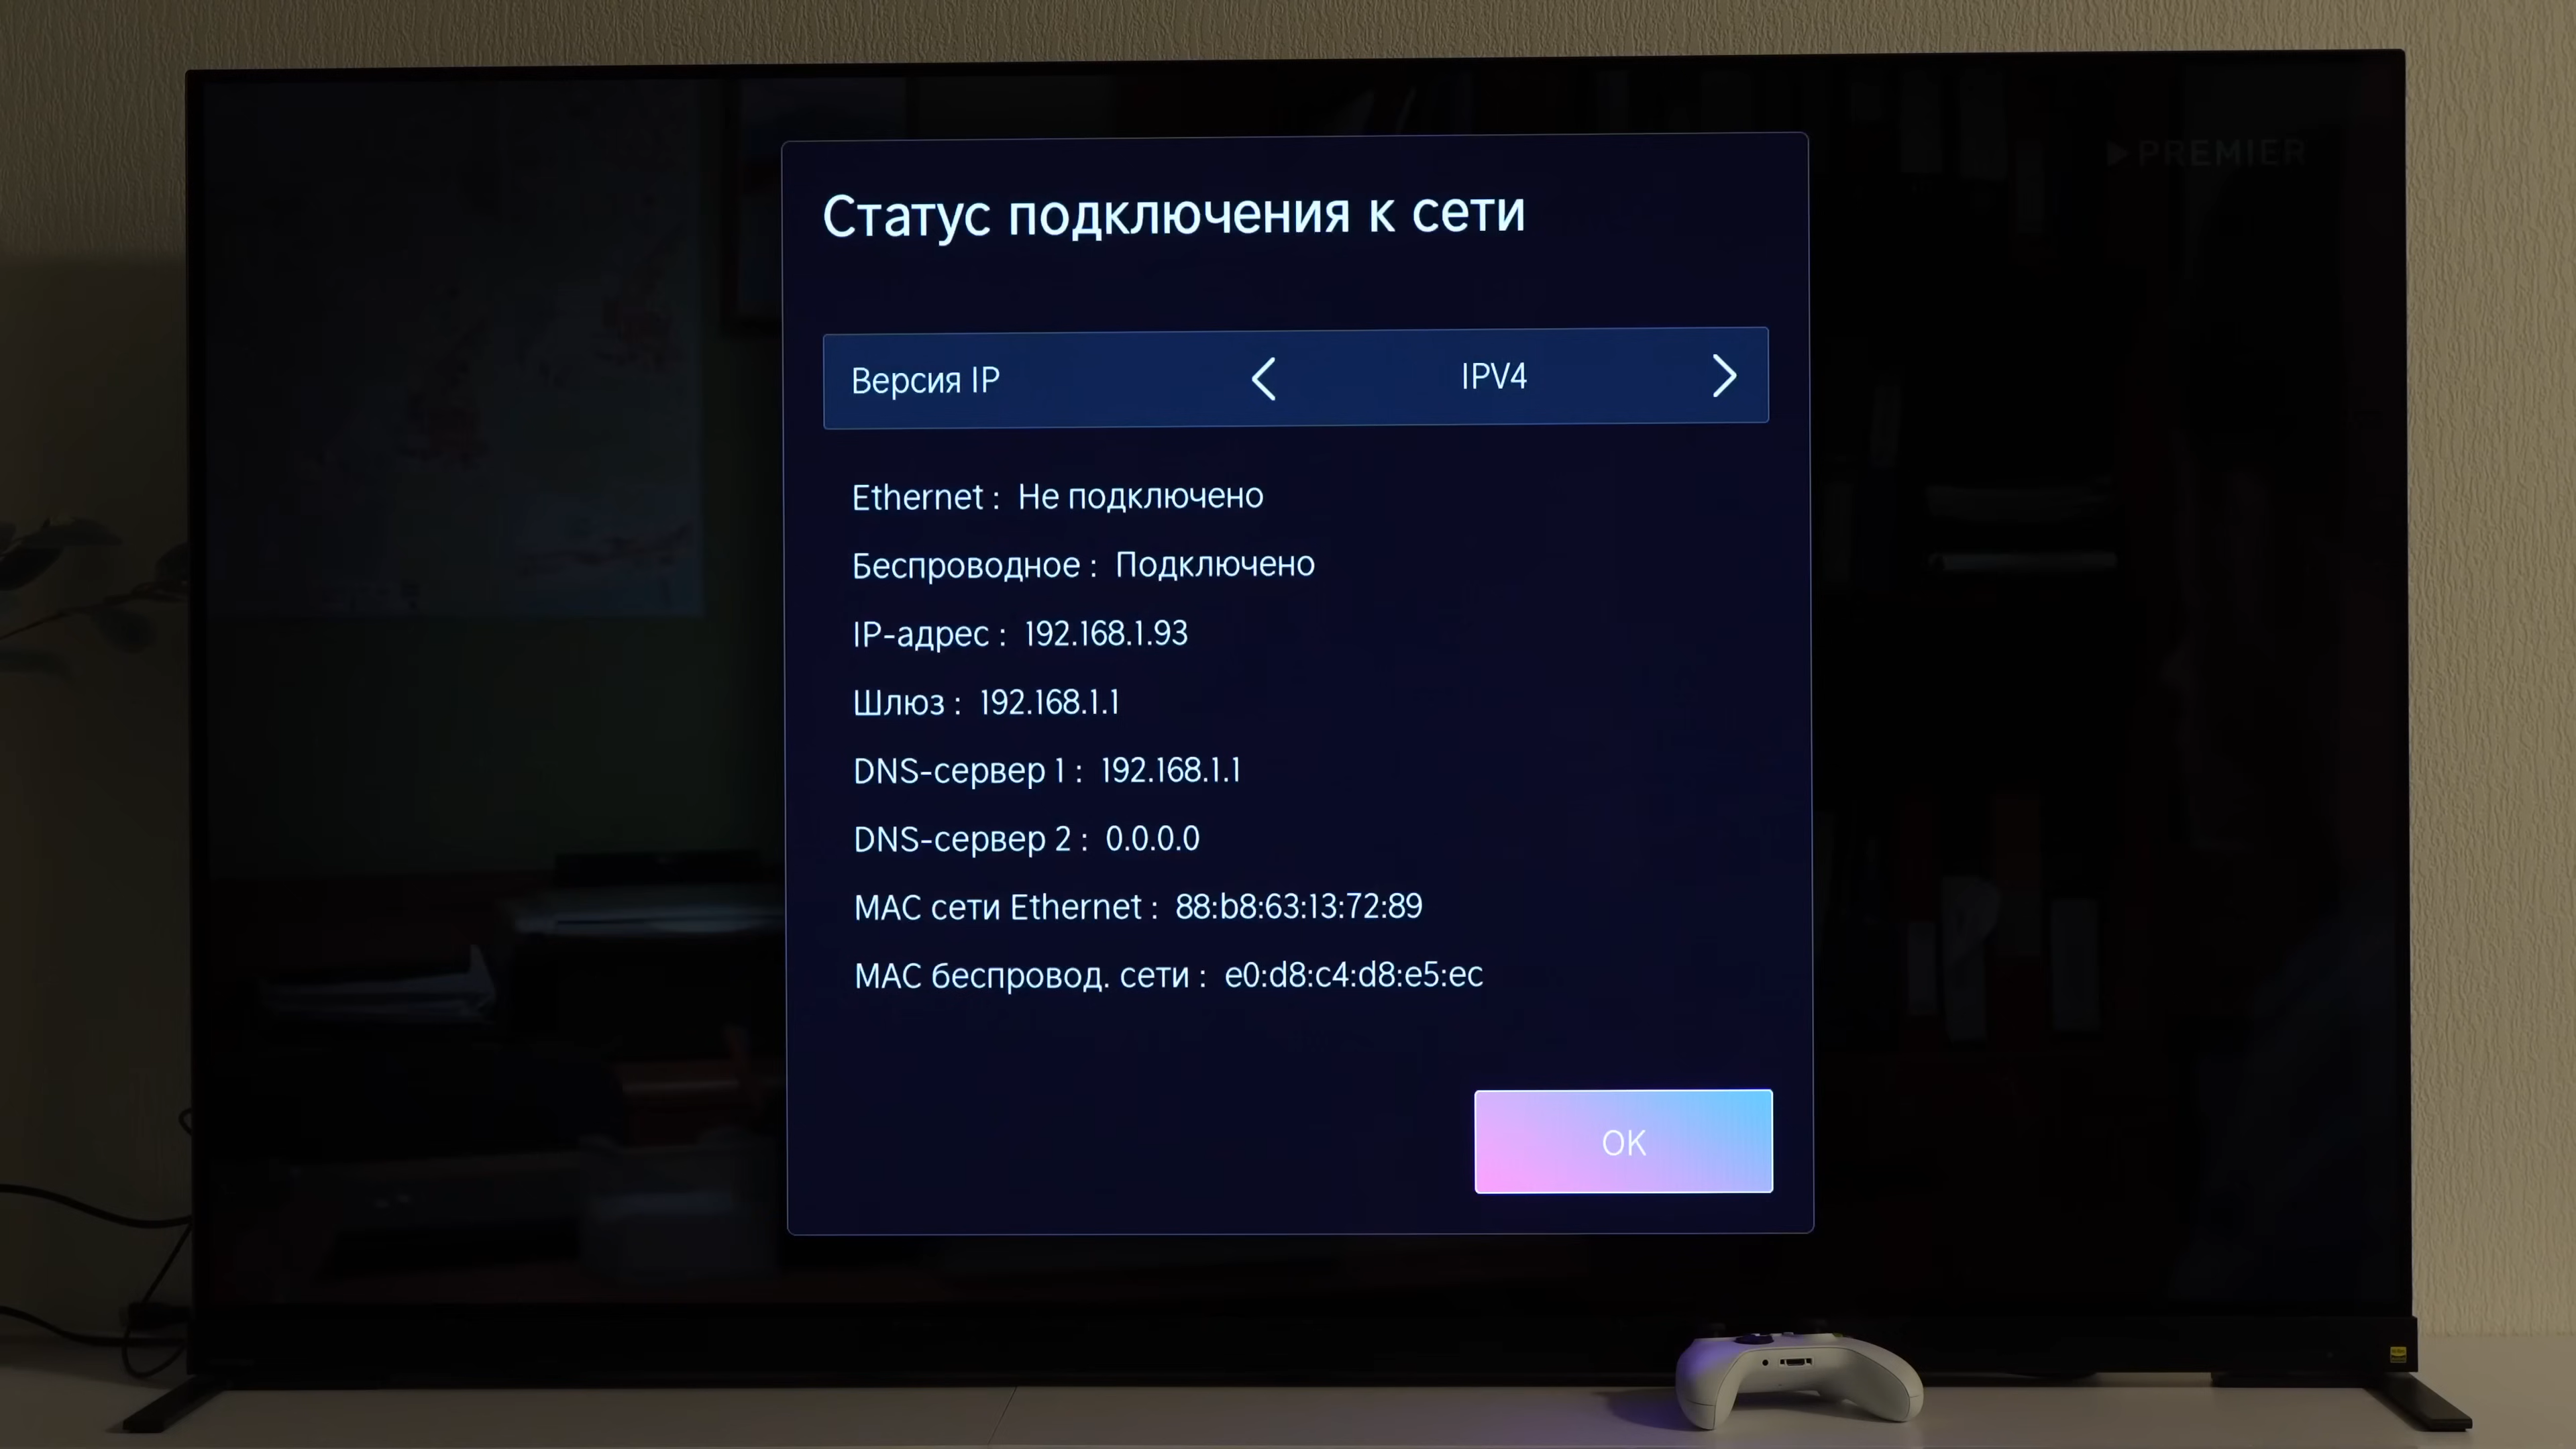 PREMIER
Статус подключения к сети
Версия IP IPV4
Ethernet : Не подключено
Беспроводное : Подключено
IP-адрес : 192.168.1.93
Шлюз : 192.168.1.1
DNS-сервер 1 : 192.168.1.1
DNS-сервер 2 : 0.0.0.0
MAC сети Ethernet : 88:b8:63:13:72:89
MAC беспровод. сети : e0:d8:c4:d8:e5:ec
OK